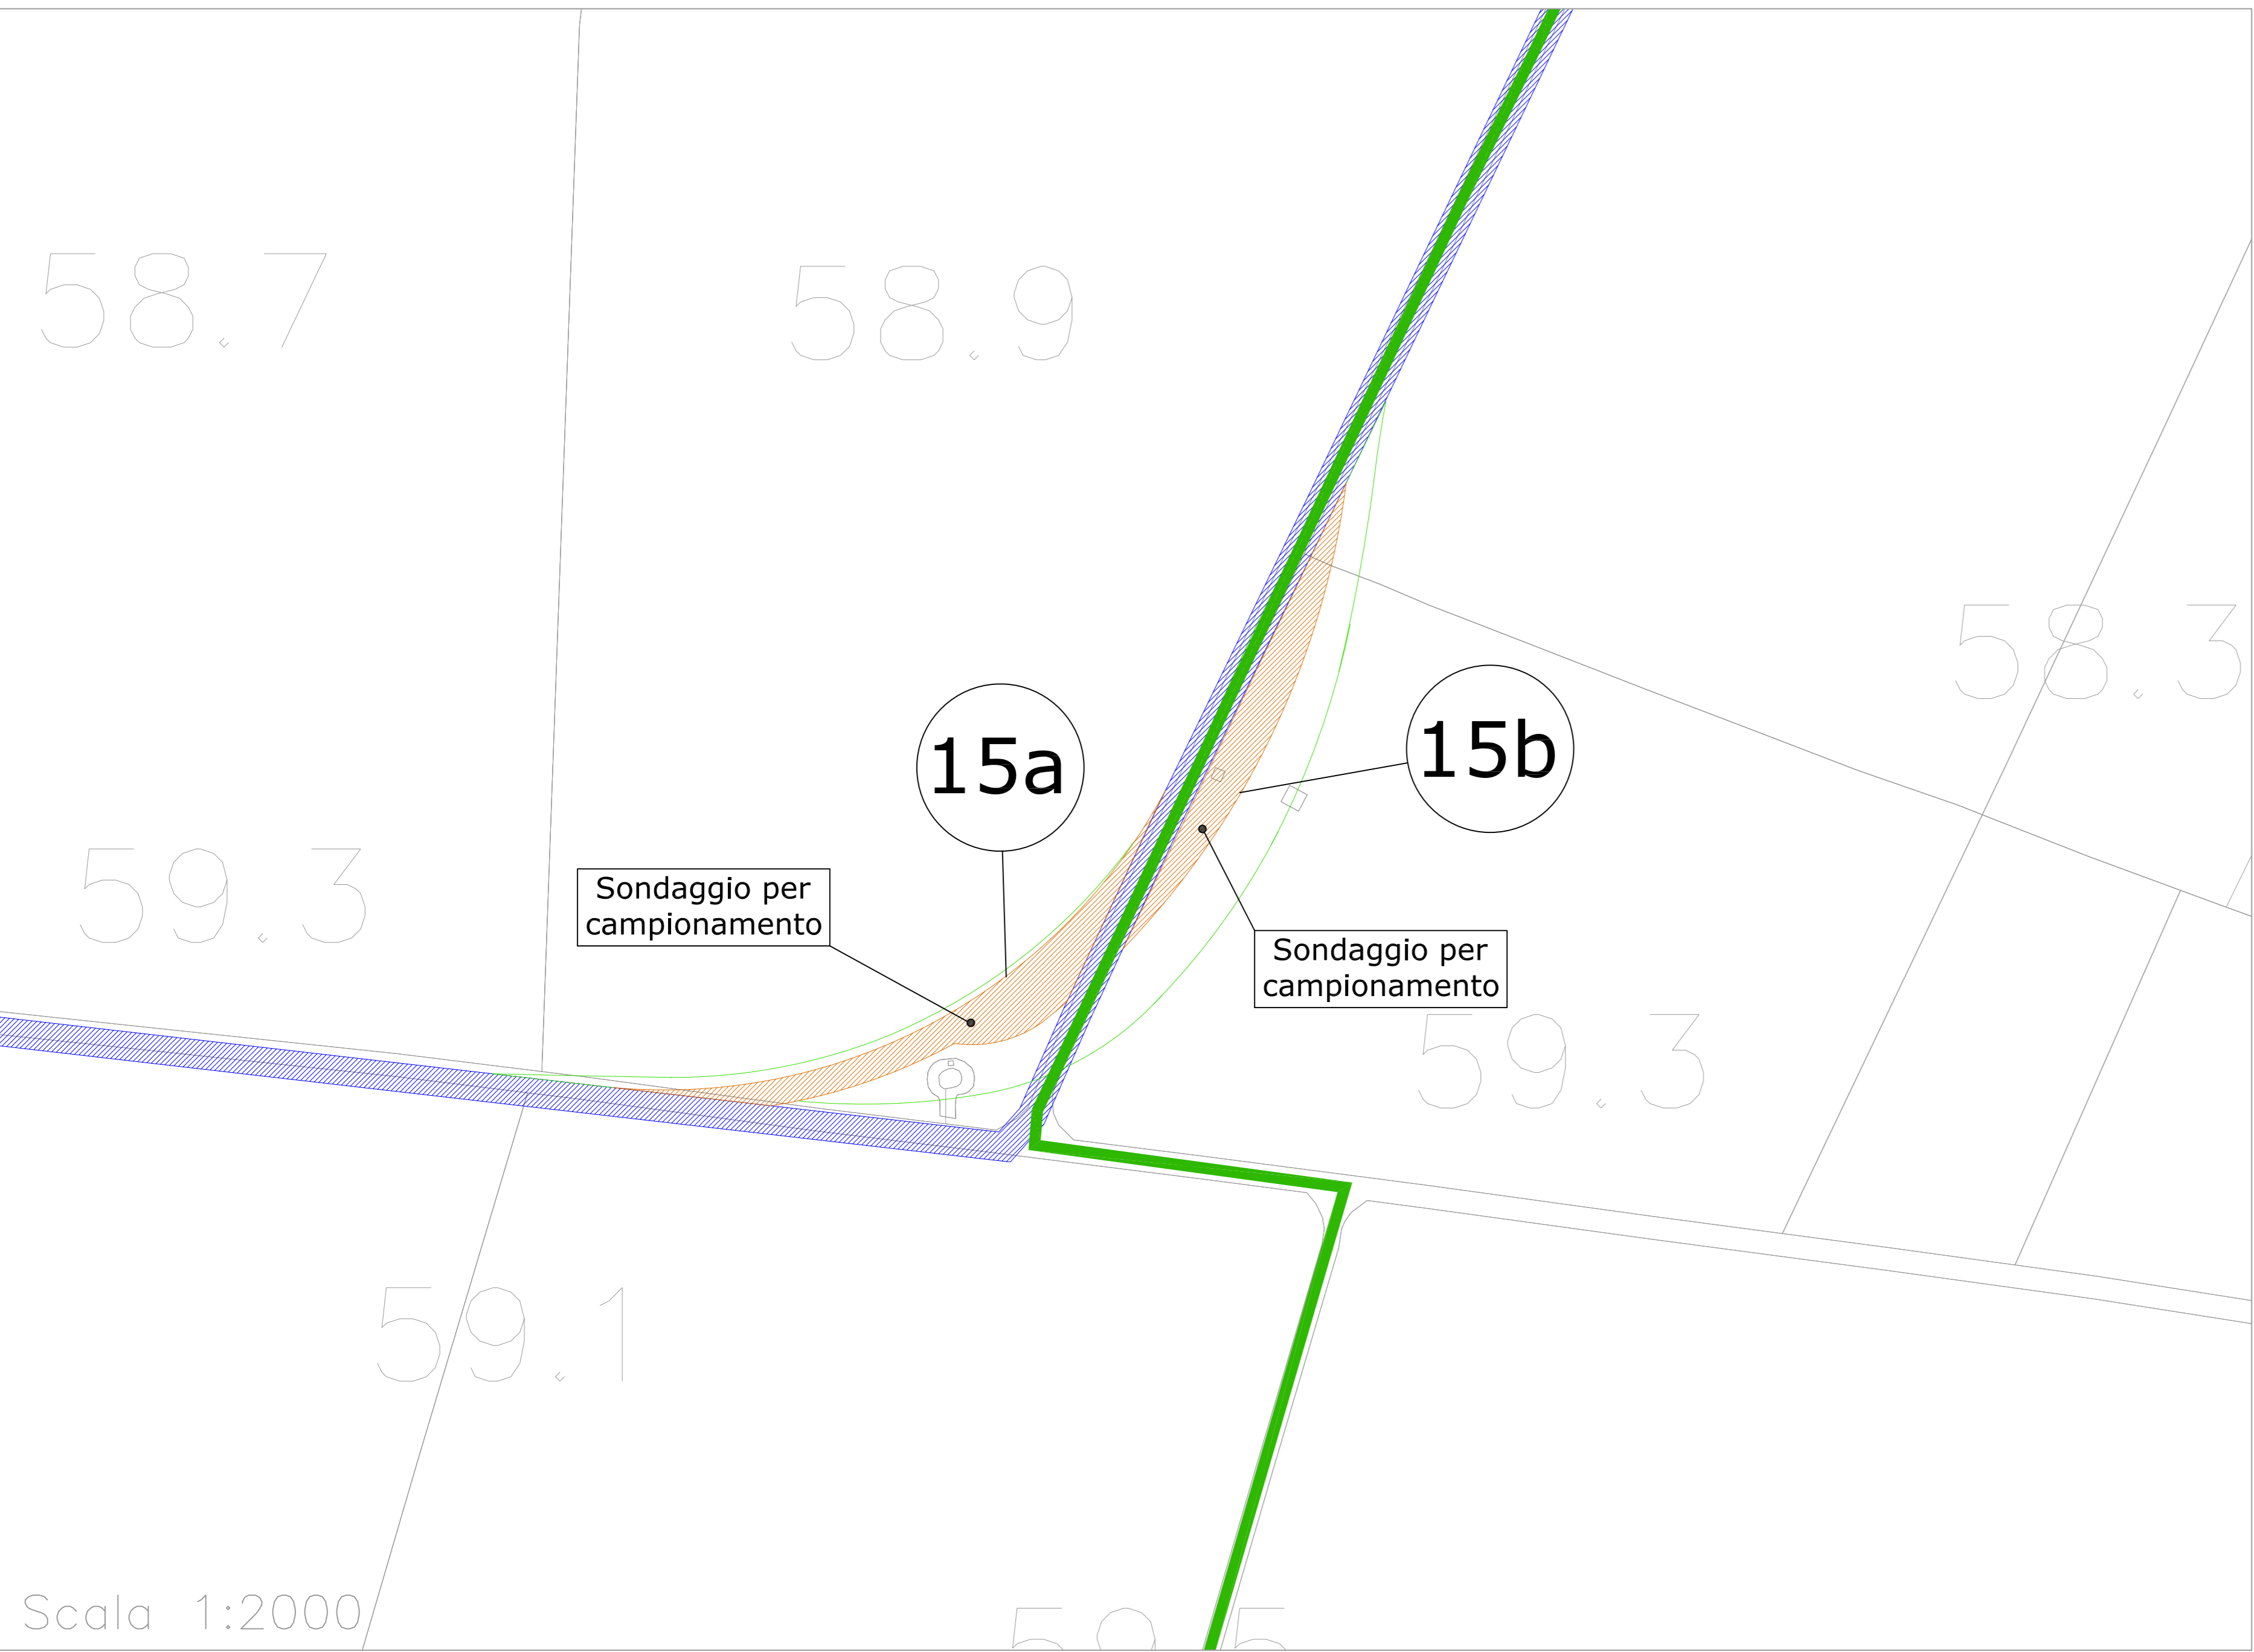 58.7
58.9
58.3
15a
15b
Sondaggio per
campionamento
59.3
Sondaggio per
campionamento
59.3
59.1
Scala 1:2000